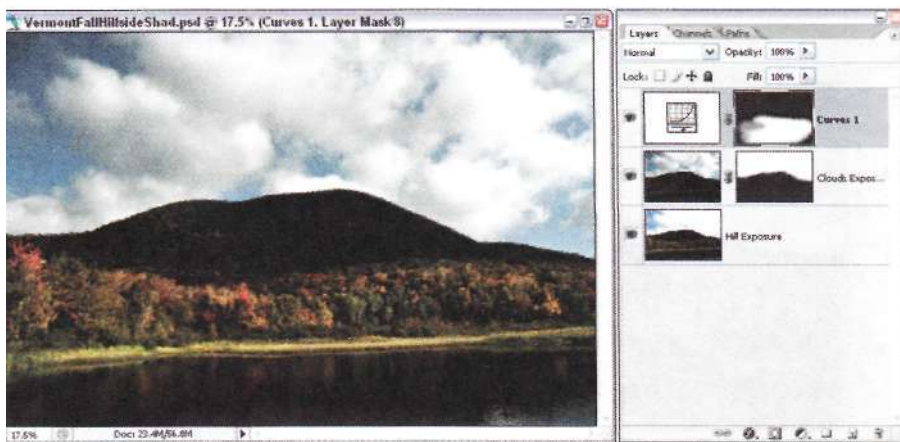 VermontFallHillsideShad.psd @ 17.5% (Curves 1, Layer Mask/8)
Layers Channels Paths
Normal Opacity: 100%
Lock: Fill: 100%
Curves 1
Clouds Expos...
Hill Exposure
17.5% Doc: 23.4M/56.8M